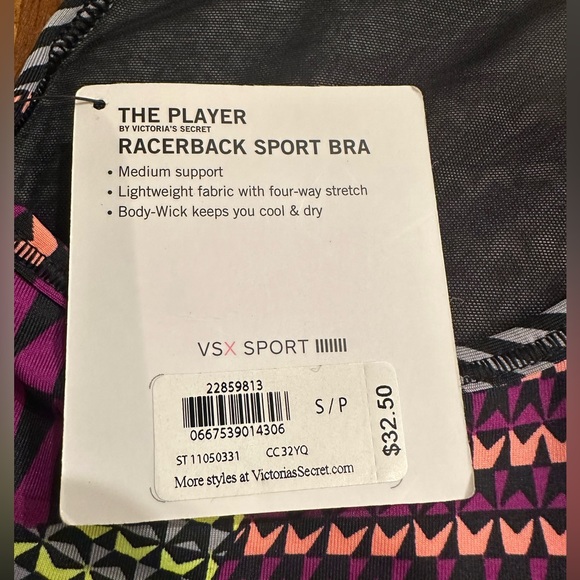 THE PLAYER
BY VICTORIA'S SECRET
RACERBACK SPORT BRA
• Medium support
• Lightweight fabric with four-way stretch
• Body-Wick keeps you cool & dry
VSX SPORT
22859813
0667539014306
S / P
$32.50
ST 11050331 CC 32YQ
More styles at VictoriasSecret.com